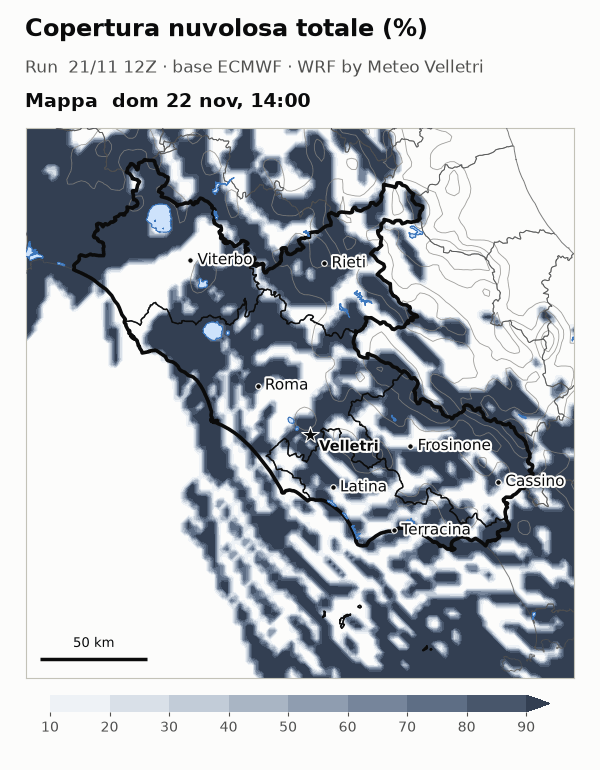 Copertura nuvolosa totale (%)
Run  21/11 12Z · base ECMWF · WRF by Meteo Velletri
Mappa  dom 22 nov, 14:00
Viterbo
Rieti
Roma
Velletri
Frosinone
Cassino
Latina
Terracina
50 km
10 20 30 40 50 60 70 80 90